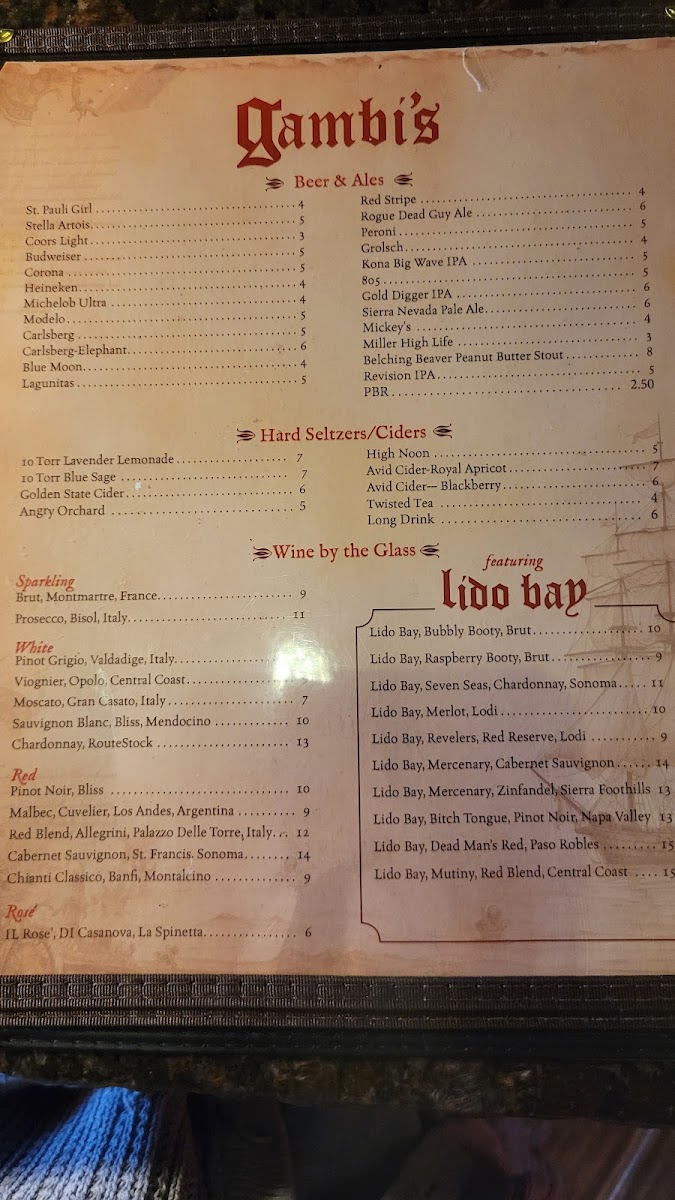 gambi's
Beer & Ales
St. Pauli Girl 4
Stella Artois 5
Coors Light 3
Budweiser 5
Corona 5
Heineken 4
Michelob Ultra 4
Modelo 5
Carlsberg 5
Carlsberg-Elephant 6
Blue Moon 4
Lagunitas 5
Red Stripe 4
Rogue Dead Guy Ale 6
Peroni 5
Grolsch 4
Kona Big Wave IPA 5
805 5
Gold Digger IPA 6
Sierra Nevada Pale Ale 6
Mickey's 4
Miller High Life 3
Belching Beaver Peanut Butter Stout 8
Revision IPA 5
PBR 2.50
Hard Seltzers/Ciders
10 Torr Lavender Lemonade 7
10 Torr Blue Sage 7
Golden State Cider 6
Angry Orchard 5
High Noon 5
Avid Cider-Royal Apricot 7
Avid Cider— Blackberry 6
Twisted Tea 4
Long Drink 6
Wine by the Glass
Sparkling
Brut, Montmartre, France 9
Prosecco, Bisol, Italy 11
White
Pinot Grigio, Valdadige, Italy
Viognier, Opolo, Central Coast
Moscato, Gran Casato, Italy 7
Sauvignon Blanc, Bliss, Mendocino 10
Chardonnay, RouteStock 13
Red
Pinot Noir, Bliss 10
Malbec, Cuvelier, Los Andes, Argentina 9
Red Blend, Allegrini, Palazzo Delle Torre, Italy 12
Cabernet Sauvignon, St. Francis. Sonoma 14
Chianti Classico, Banfi, Montalcino 9
Rosé
IL Rose', DI Casanova, La Spinetta 6
featuring
lido bay
Lido Bay, Bubbly Booty, Brut 10
Lido Bay, Raspberry Booty, Brut 9
Lido Bay, Seven Seas, Chardonnay, Sonoma 11
Lido Bay, Merlot, Lodi 10
Lido Bay, Revelers, Red Reserve, Lodi 9
Lido Bay, Mercenary, Cabernet Sauvignon 14
Lido Bay, Mercenary, Zinfandel, Sierra Foothills 13
Lido Bay, Bitch Tongue, Pinot Noir, Napa Valley 13
Lido Bay, Dead Man's Red, Paso Robles 15
Lido Bay, Mutiny, Red Blend, Central Coast 15